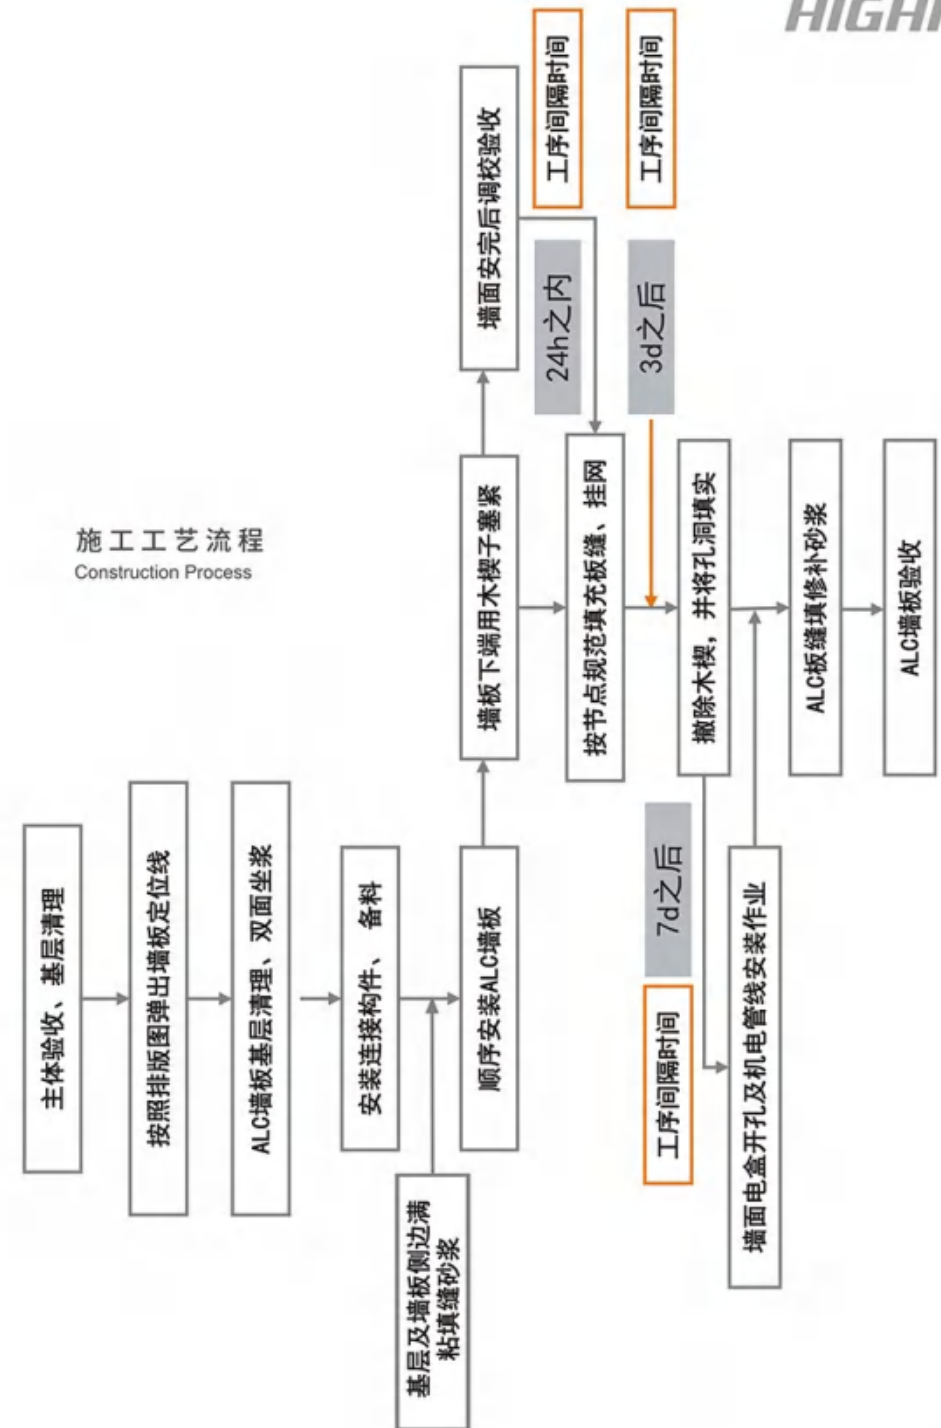 施工工艺流程
Construction Process
主体验收、基层清理
按照排版图弹出墙板定位线
ALC墙板基层清理、双面坐浆
安装连接构件、备料
基层及墙板侧边满
粘填缝砂浆
顺序安装ALC墙板
墙板下端用木楔子塞紧
墙面安完后调校验收
24h之内
工序间隔时间
按节点规范填充板缝、挂网
3d之后
工序间隔时间
撤除木楔，并将孔洞填实
7d之后
工序间隔时间
墙面电盒开孔及机电管线安装作业
ALC板缝填修补砂浆
ALC墙板验收